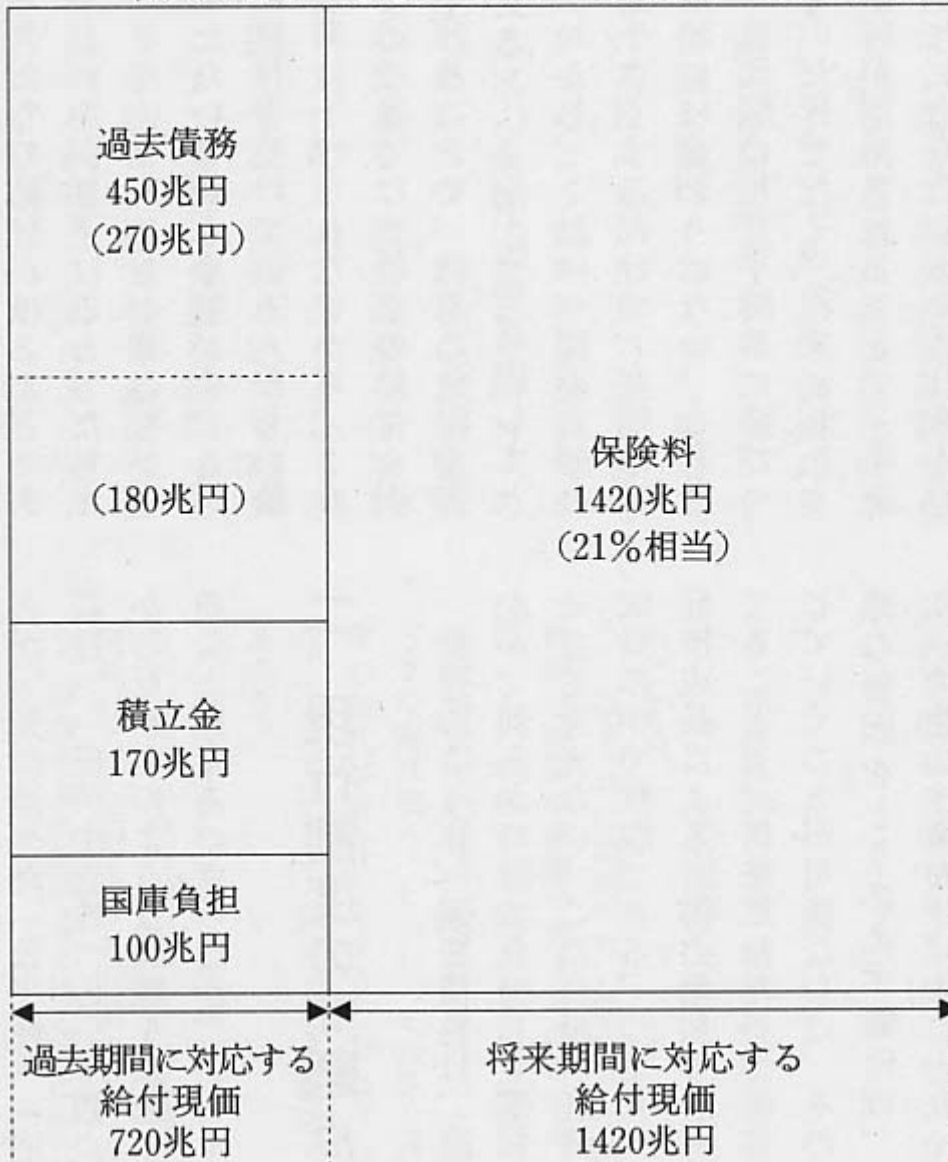 過去債務
450兆円
(270兆円)
(180兆円)
積立金
170兆円
国庫負担
100兆円
保険料
1420兆円
(21%相当)
過去期間に対応する
給付現価
720兆円
将来期間に対応する
給付現価
1420兆円